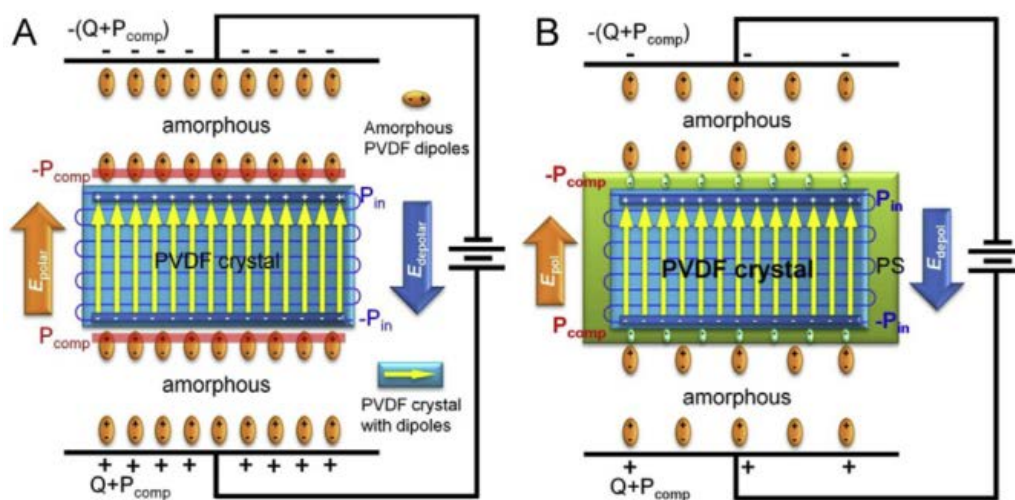 A
-(Q+Pcomp)
- - - - - - - -
amorphous
Amorphous
PVDF dipoles
-Pcomp
Pin
Epolar
PVDF crystal
Edepolar
Pcomp
-Pin
amorphous
PVDF crystal
with dipoles
+ + + + + + + +
Q+Pcomp
B
-(Q+Pcomp)
- - -
amorphous
-Pcomp
Pin
Epol
PVDF crystal
PS
Edepol
Pcomp
-Pin
amorphous
+ + +
Q+Pcomp